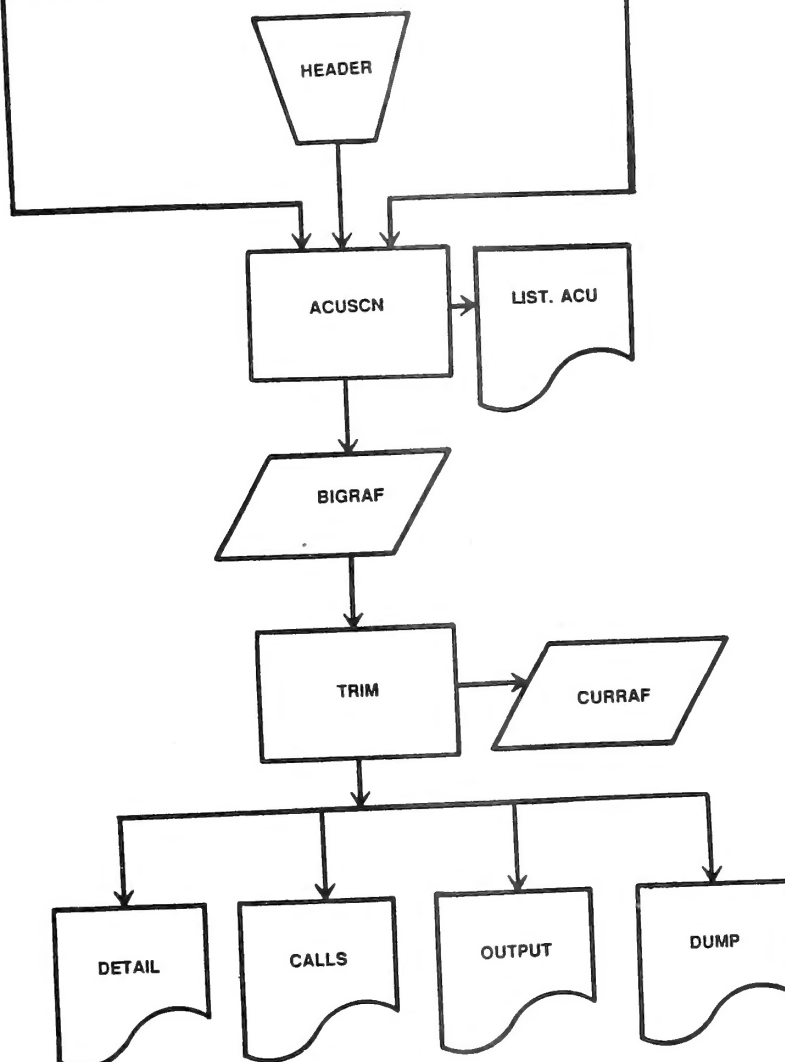 HEADER
ACUSCN
LIST. ACU
BIGRAF
TRIM
CURRAF
DETAIL
CALLS
OUTPUT
DUMP